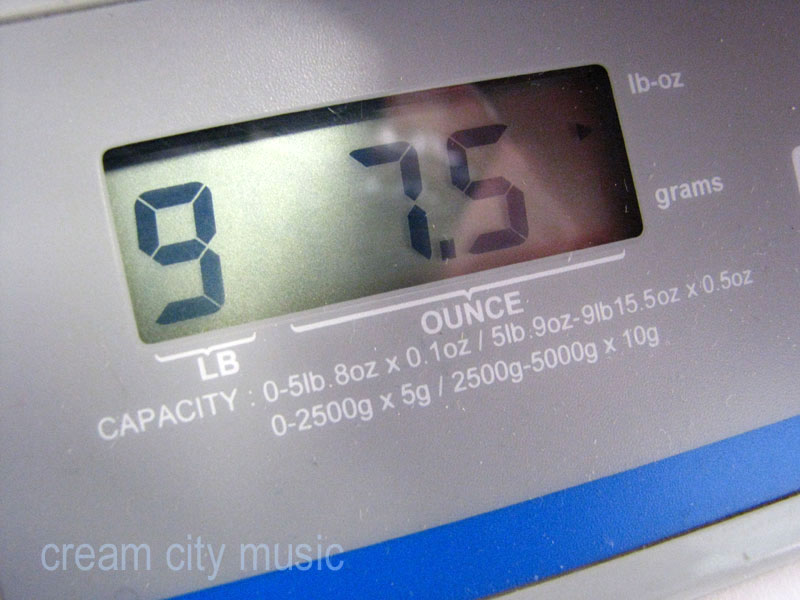 lb-oz
9 7.5
grams
LB OUNCE
CAPACITY : 0-5lb.8oz x 0.1oz / 5lb.9oz-9lb15.5oz x 0.5oz
0-2500g x 5g / 2500g-5000g x 10g
cream city music